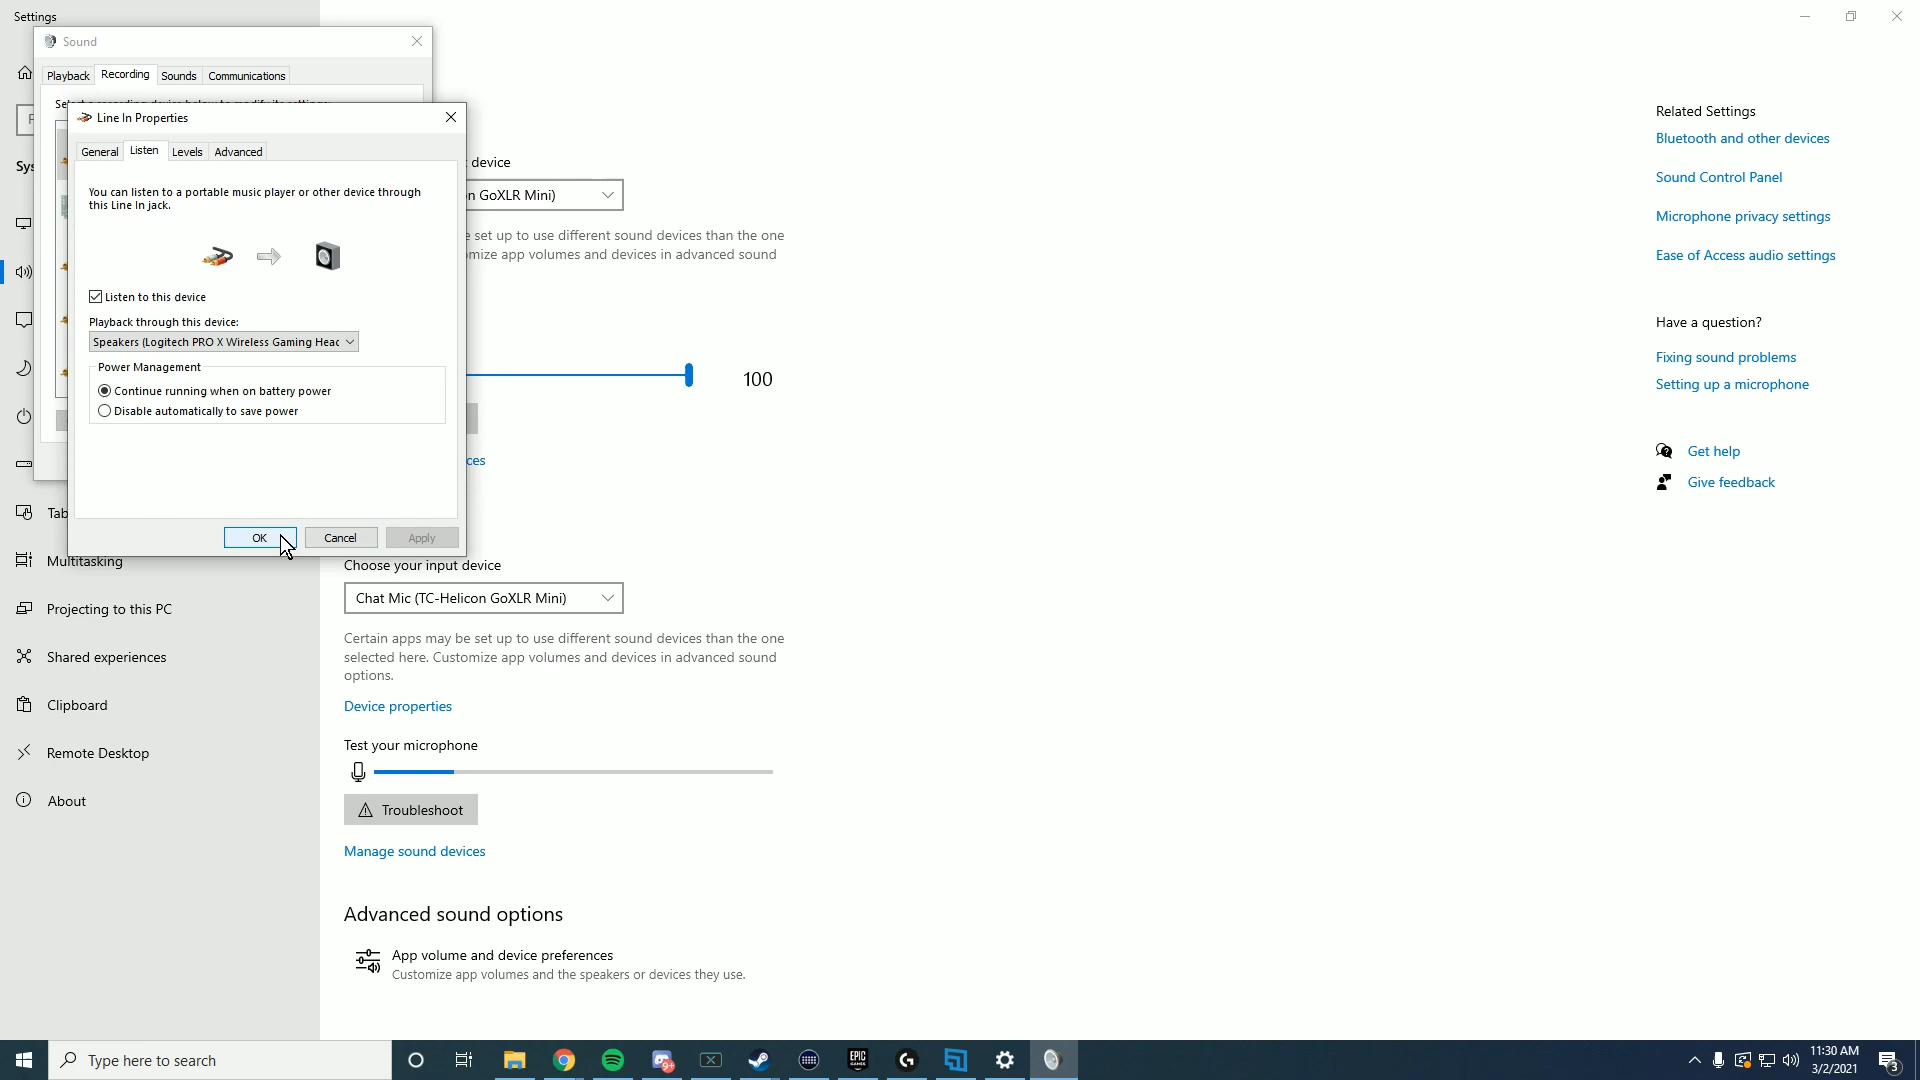 Settings
Sound
Playback Recording Sounds Communications
Line In Properties
General Listen Levels Advanced
You can listen to a portable music player or other device through
this Line In jack.
Listen to this device
Playback through this device:
Speakers (Logitech PRO X Wireless Gaming Head
Power Management
Continue running when on battery power
Disable automatically to save power
OK Cancel Apply
Sys
Tab
Multitasking
Projecting to this PC
Shared experiences
Clipboard
Remote Desktop
About
device
n GoXLR Mini)
e set up to use different sound devices than the one
mize app volumes and devices in advanced sound
100
ces
Choose your input device
Chat Mic (TC-Helicon GoXLR Mini)
Certain apps may be set up to use different sound devices than the one
selected here. Customize app volumes and devices in advanced sound
options.
Device properties
Test your microphone
Troubleshoot
Manage sound devices
Advanced sound options
App volume and device preferences
Customize app volumes and the speakers or devices they use.
Related Settings
Bluetooth and other devices
Sound Control Panel
Microphone privacy settings
Ease of Access audio settings
Have a question?
Fixing sound problems
Setting up a microphone
Get help
Give feedback
Type here to search
9+
EPIC
GAMES
11:30 AM
3/2/2021
3